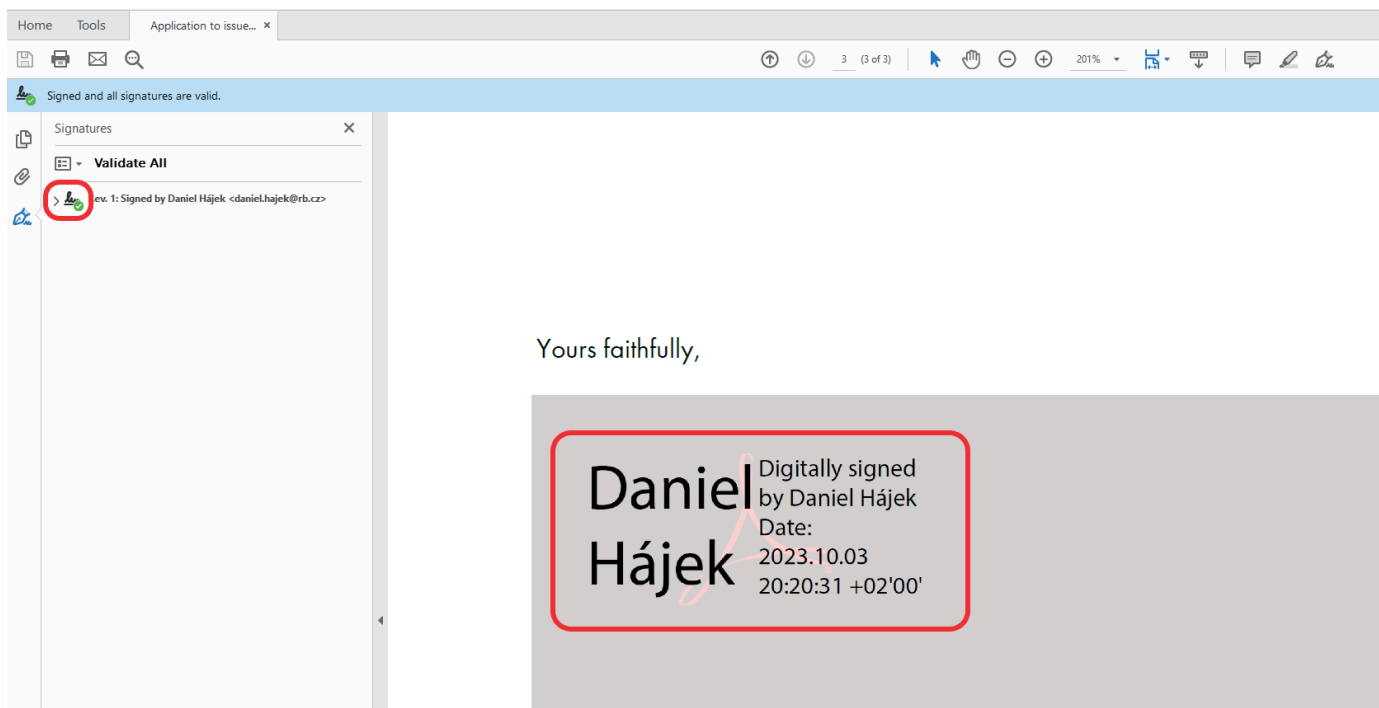 Home Tools Application to issue... ×
3 (3 of 3) 201%
Signed and all signatures are valid.
Signatures
Validate All
ev. 1: Signed by Daniel Hájek <daniel.hajek@rb.cz>
Yours faithfully,
Daniel
Hájek
Digitally signed
by Daniel Hájek
Date:
2023.10.03
20:20:31 +02'00'